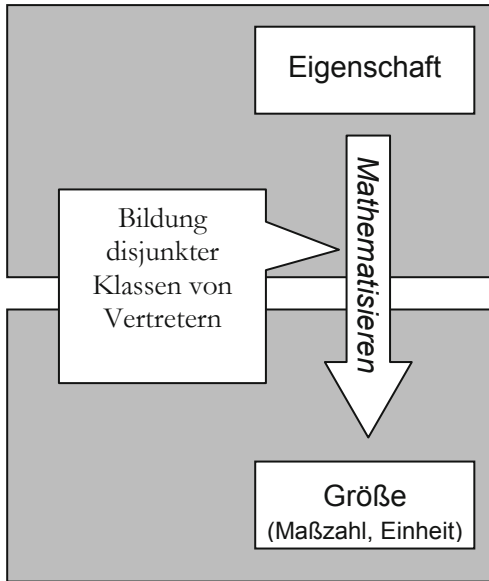 Eigenschaft
Mathematisieren
Bildung
disjunkter
Klassen von
Vertretern
Größe
(Maßzahl, Einheit)